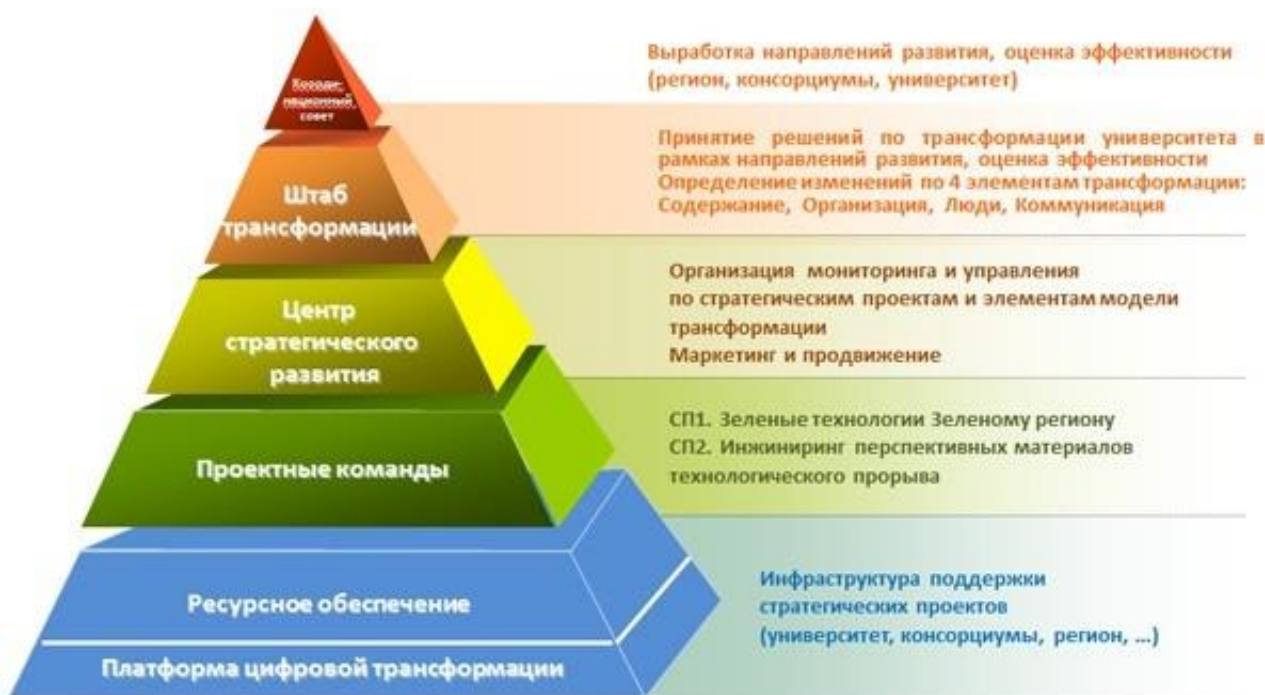 Коорди-
национный
совет
Выработка направлений развития, оценка эффективности
(регион, консорциумы, университет)
Штаб
трансформации
Принятие решений по трансформации университета в
рамках направлений развития, оценка эффективности
Определение изменений по 4 элементам трансформации:
Содержание, Организация, Люди, Коммуникация
Центр
стратегического
развития
Организация мониторинга и управления
по стратегическим проектам и элементам модели
трансформации
Маркетинг и продвижение
Проектные команды
СП1. Зеленые технологии Зеленому региону
СП2. Инжиниринг перспективных материалов
технологического прорыва
Ресурсное обеспечение
Платформа цифровой трансформации
Инфраструктура поддержки
стратегических проектов
(университет, консорциумы, регион, ...)